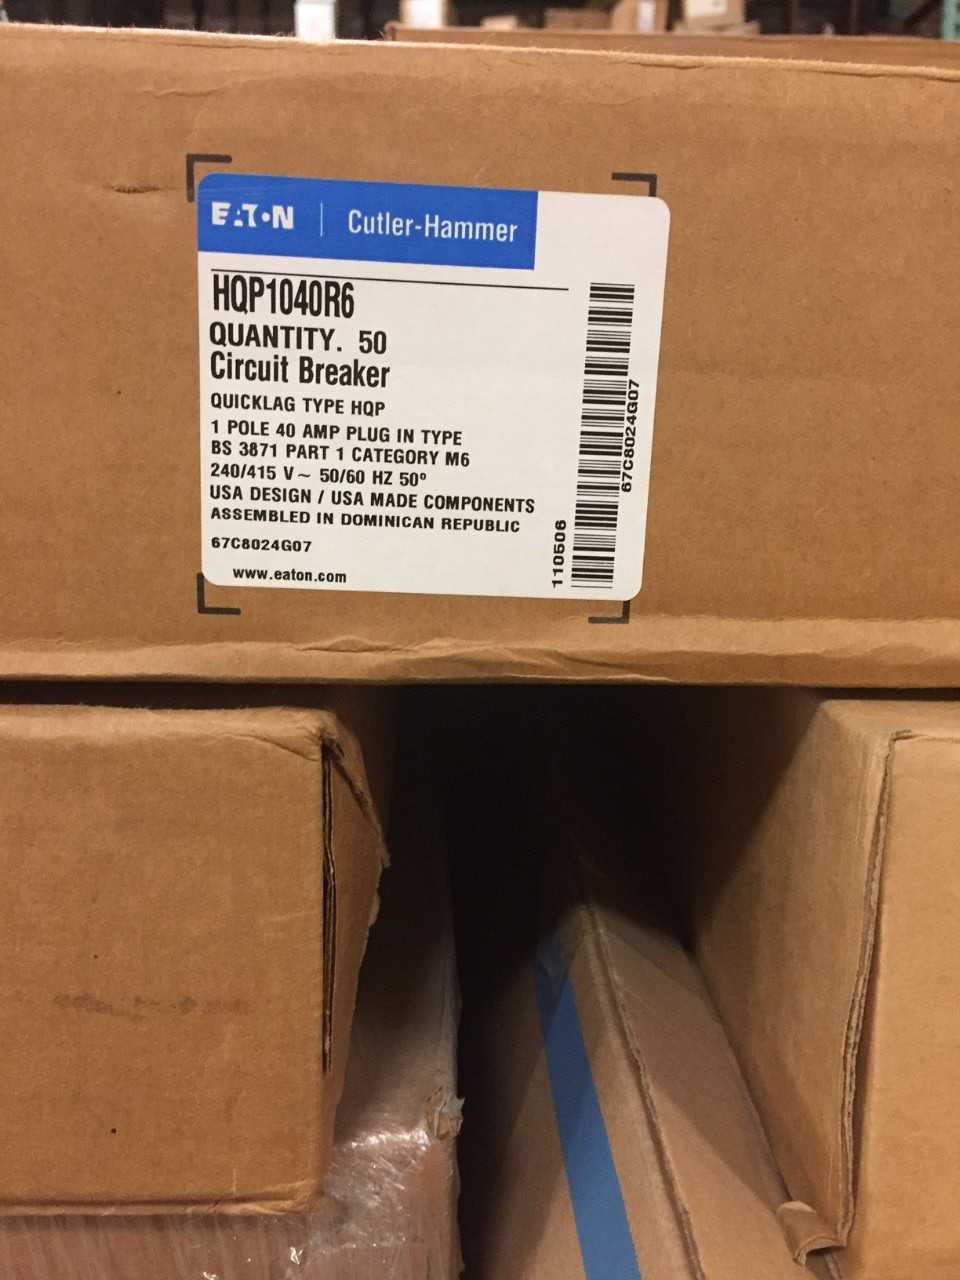 EAT•N | Cutler-Hammer
HQP1040R6
QUANTITY. 50
Circuit Breaker
QUICKLAG TYPE HQP
1 POLE 40 AMP PLUG IN TYPE
BS 3871 PART 1 CATEGORY M6
240/415 V ~ 50/60 HZ 50º
USA DESIGN / USA MADE COMPONENTS
ASSEMBLED IN DOMINICAN REPUBLIC
67C8024G07
www.eaton.com
110506
67C8024G07